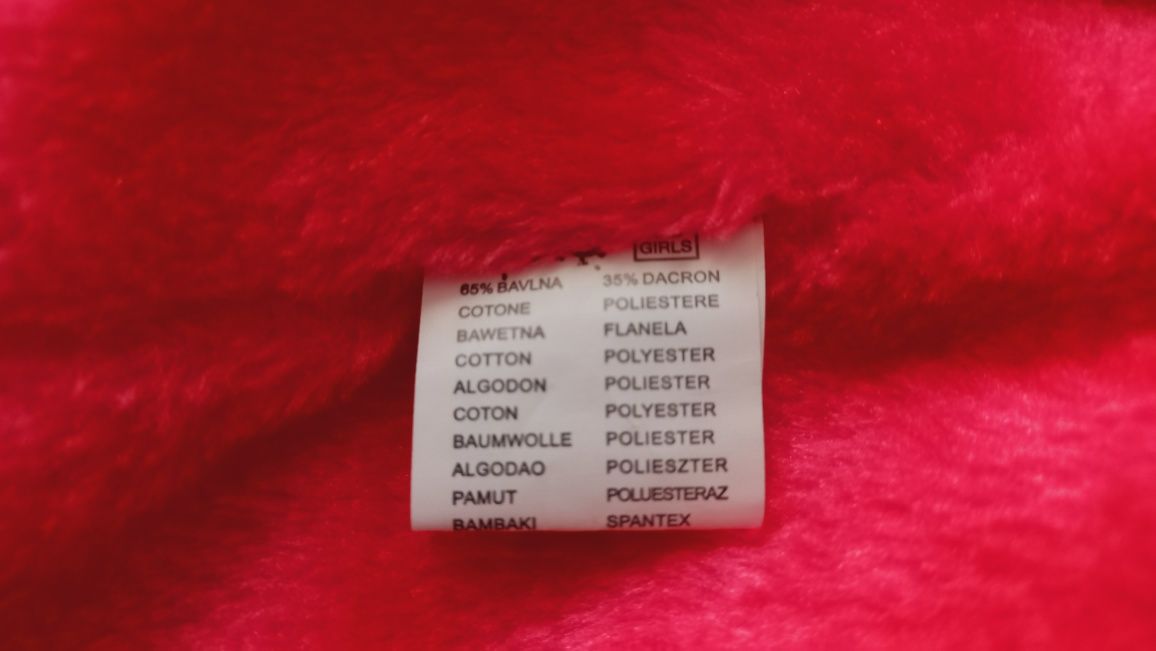 GIRLS
65% BAVLNA 35% DACRON
COTONE POLIESTERE
BAWETNA FLANELA
COTTON POLYESTER
ALGODON POLIESTER
COTON POLYESTER
BAUMWOLLE POLIESTER
ALGODAO POLIESZTER
PAMUT POLUESTERAZ
BAMBAKI SPANTEX